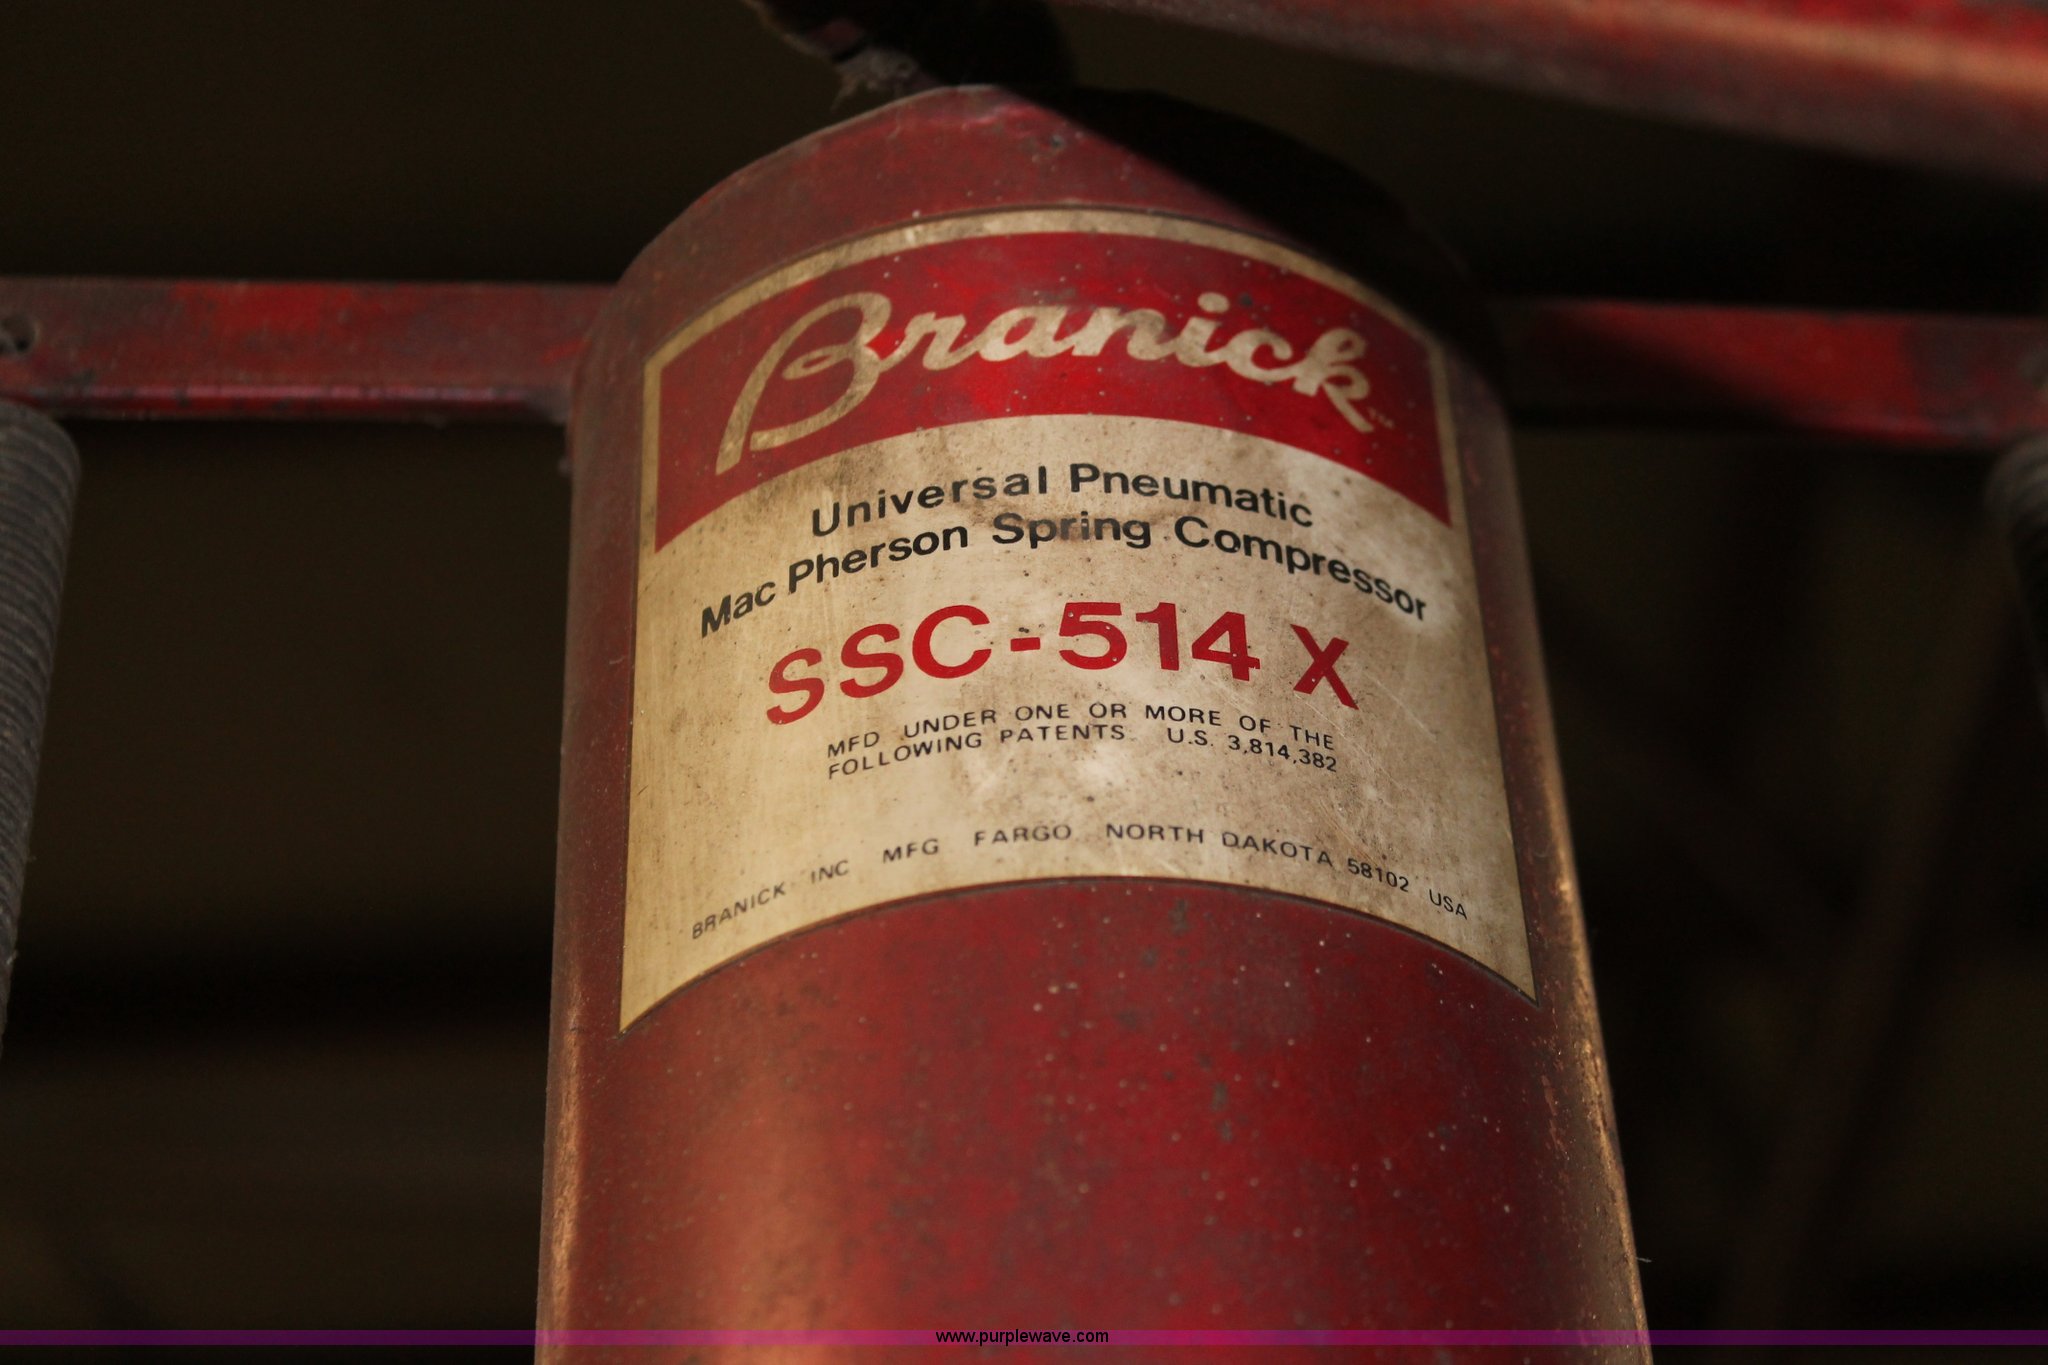 Branick™
Universal Pneumatic
Mac Pherson Spring Compressor
SSC-514 X
MFD UNDER ONE OR MORE OF THE
FOLLOWING PATENTS U.S. 3,814,382
BRANICK INC MFG FARGO NORTH DAKOTA 58102 USA
www.purplewave.com